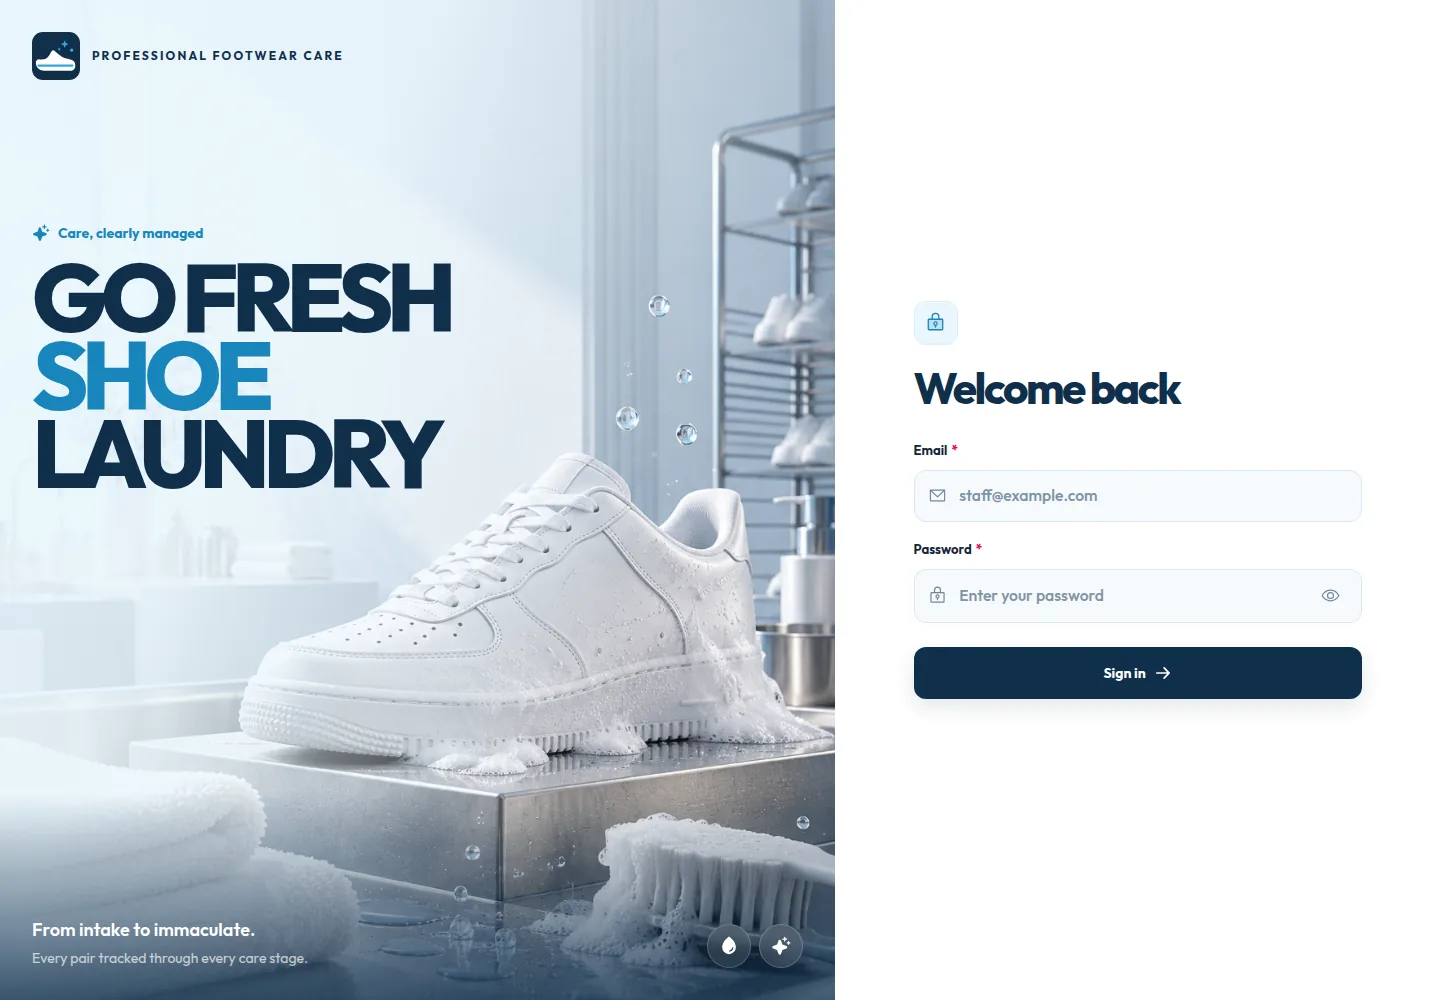 PROFESSIONAL FOOTWEAR CARE
Care, clearly managed
GO FRESH
SHOE
LAUNDRY
From intake to immaculate.
Every pair tracked through every care stage.
Welcome back
Email *
staff@example.com
Password *
Enter your password
Sign in